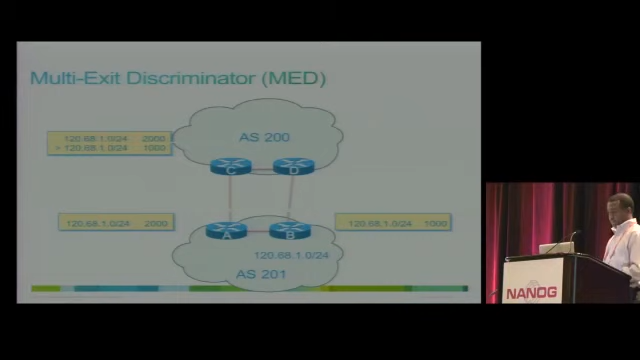 Multi-Exit Discriminator (MED)
AS 200
120.68.1.0/24 2000
> 120.68.1.0/24 1000
C
D
120.68.1.0/24 2000
A
B
120.68.1.0/24 1000
120.68.1.0/24
AS 201
NANOG